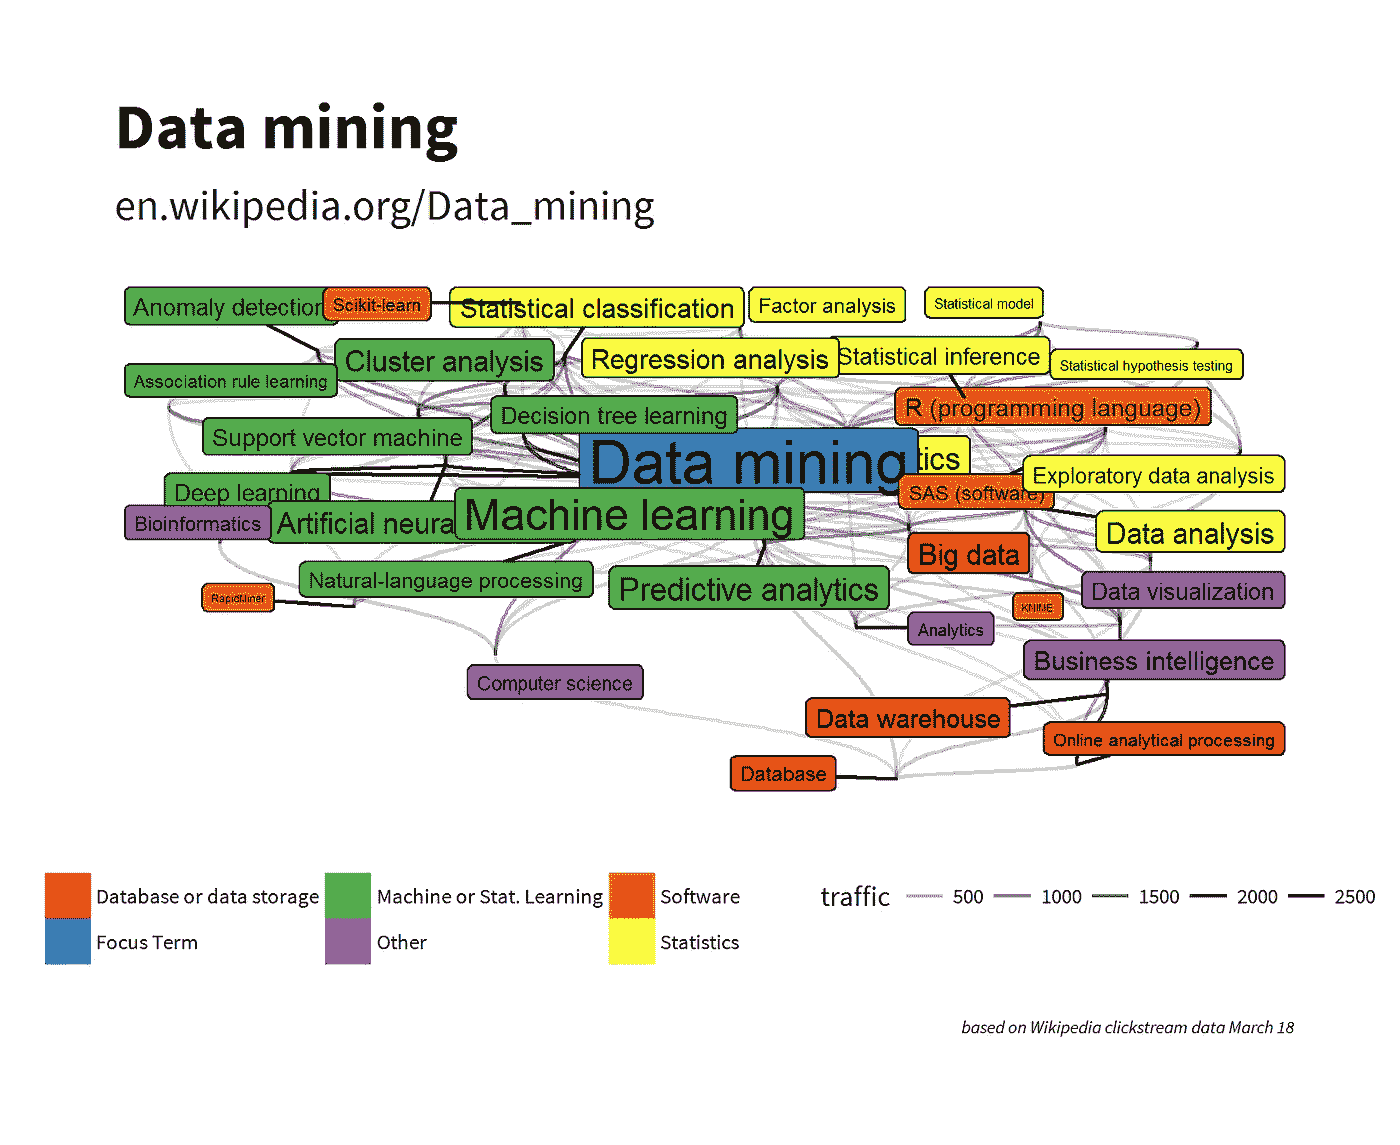 Data mining
en.wikipedia.org/Data_mining
Anomaly detection
Scikit-learn
Statistical classification
Factor analysis
Statistical model
Cluster analysis
Regression analysis
Statistical inference
Statistical hypothesis testing
Association rule learning
R (programming language)
Decision tree learning
Support vector machine
Data mining
tics
Exploratory data analysis
Deep learning
SAS (software)
Bioinformatics
Artificial neura
Machine learning
Data analysis
Big data
Natural-language processing
Predictive analytics
Data visualization
RapidMiner
KNIME
Analytics
Business intelligence
Computer science
Data warehouse
Online analytical processing
Database
Database or data storage
Machine or Stat. Learning
Software
traffic
500
1000
1500
2000
2500
Focus Term
Other
Statistics
based on Wikipedia clickstream data March 18